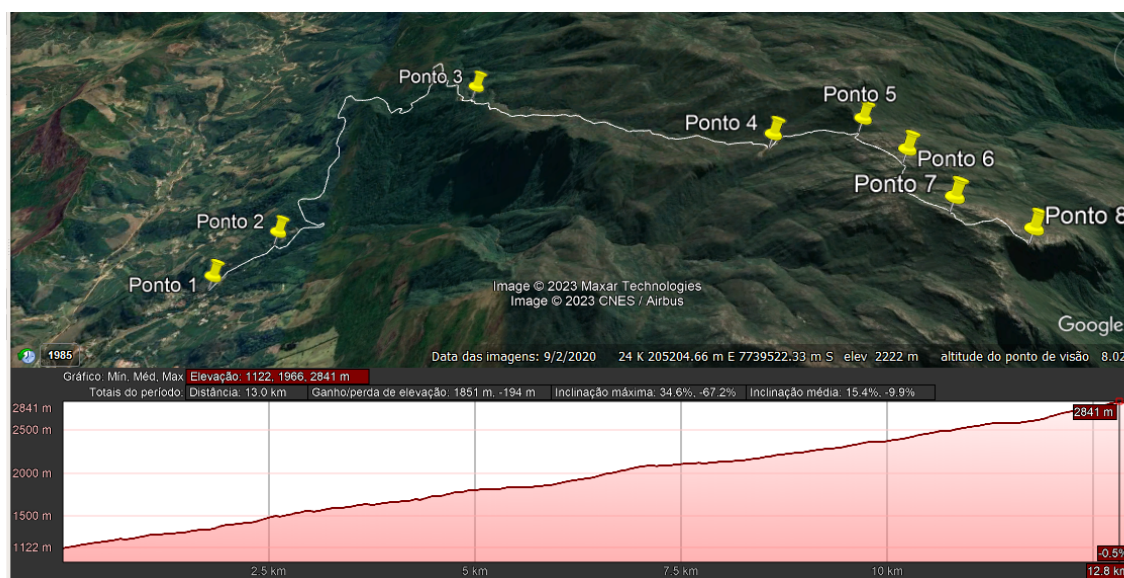 Ponto 3
Ponto 5
Ponto 4
Ponto 6
Ponto 7
Ponto 2
Ponto 8
Ponto 1
Image © 2023 Maxar Technologies
Image © 2023 CNES / Airbus
Google
1985
Data das imagens: 9/2/2020 24 K 205204.66 m E 7739522.33 m S elev 2222 m altitude do ponto de visão 8.02
Gráfico: Mín. Méd, Max Elevação: 1122, 1966, 2841 m
Totais do período: Distância: 13.0 km Ganho/perda de elevação: 1851 m, -194 m Inclinação máxima: 34.6%, -67.2% Inclinação média: 15.4%, -9.9%
2841 m
2841 m
2500 m
2000 m
1500 m
1122 m
-0.5%
2.5 km
5 km
7.5 km
10 km
12.8 km